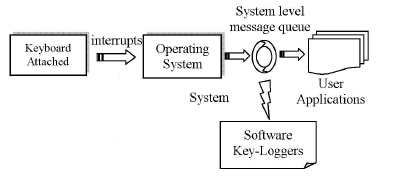 System level
message queue
Keyboard
Attached
interrupts
Operating
System
User
Applications
System
Software
Key-Loggers